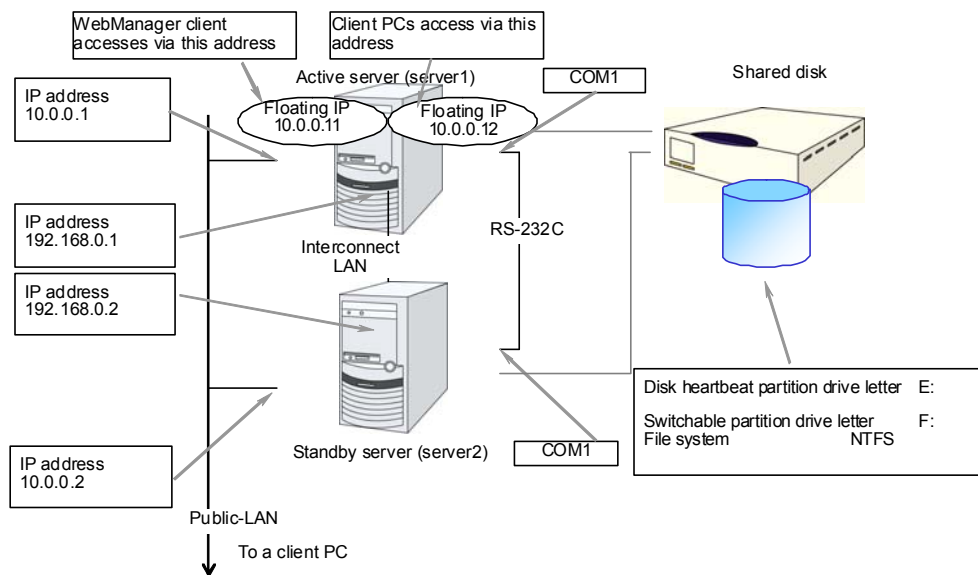 WebManager client
accesses via this address
Client PCs access via this
address
Active server (server1)
COM1
Shared disk
IP address
10.0.0.1
Floating IP
10.0.0.11
Floating IP
10.0.0.12
IP address
192.168.0.1
Interconnect
LAN
RS-232C
IP address
192.168.0.2
Disk heartbeat partition drive letter E:
Switchable partition drive letter F:
File system NTFS
Standby server (server2)
COM1
IP address
10.0.0.2
Public-LAN
To a client PC